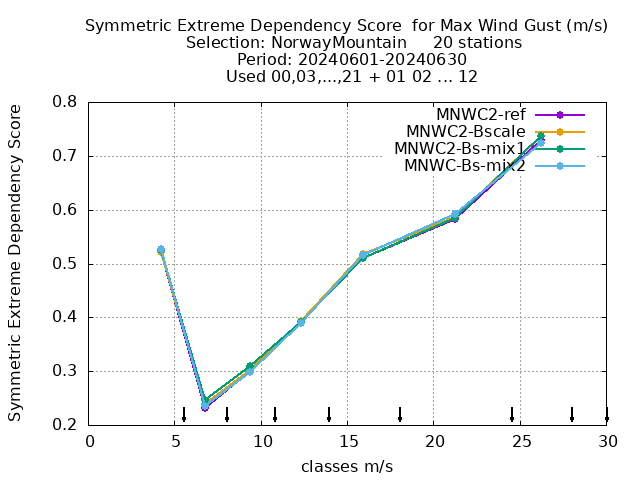 Symmetric Extreme Dependency Score  for Max Wind Gust (m/s)
Selection: NorwayMountain     20 stations
Period: 20240601-20240630
Used 00,03,...,21 + 01 02 ... 12
Symmetric Extreme Dependency Score
0.8
0.7
0.6
0.5
0.4
0.3
0.2
MNWC2-ref
MNWC2-Bscale
MNWC2-Bs-mix1
MNWC-Bs-mix2
0 5 10 15 20 25 30
classes m/s